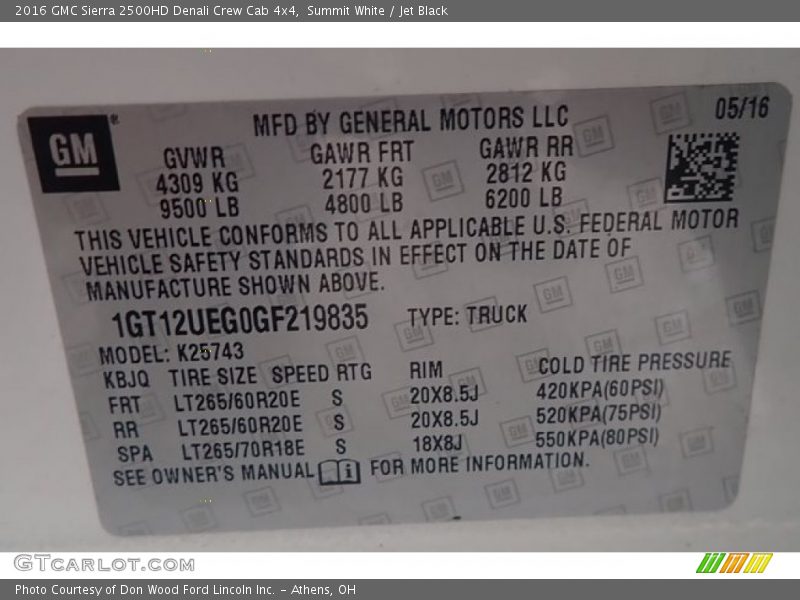 2016 GMC Sierra 2500HD Denali Crew Cab 4x4, Summit White / Jet Black
GM®
MFD BY GENERAL MOTORS LLC
05/16
GVWR GAWR FRT GAWR RR
4309 KG 2177 KG 2812 KG
9500 LB 4800 LB 6200 LB
THIS VEHICLE CONFORMS TO ALL APPLICABLE U.S. FEDERAL MOTOR
VEHICLE SAFETY STANDARDS IN EFFECT ON THE DATE OF
MANUFACTURE SHOWN ABOVE.
1GT12UEG0GF219835 TYPE: TRUCK
MODEL: K25743
KBJQ TIRE SIZE SPEED RTG RIM COLD TIRE PRESSURE
FRT LT265/60R20E S 20X8.5J 420KPA(60PSI)
RR LT265/60R20E S 20X8.5J 520KPA(75PSI)
SPA LT265/70R18E S 18X8J 550KPA(80PSI)
SEE OWNER'S MANUAL FOR MORE INFORMATION.
GTCARLOT.COM
Photo Courtesy of Don Wood Ford Lincoln Inc. - Athens, OH